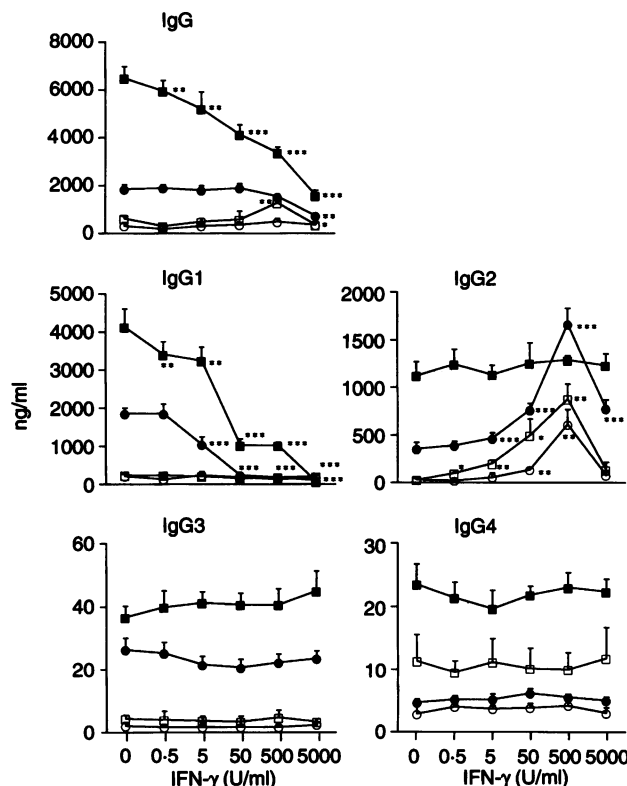 IgG
8000
6000
4000
2000
0
** ** *** *** ***
** **
*
IgG1
5000
4000
3000
2000
1000
0
ng/ml
** **
*** *** *** ***
*** *** ***
IgG2
2000
1500
1000
500
0
***
*** *** **
* ** * ** ** ***
IgG3
60
40
20
0
0 0·5 5 50 500 5000
IFN-γ (U/ml)
IgG4
30
20
10
0
0 0·5 5 50 500 5000
IFN-γ (U/ml)